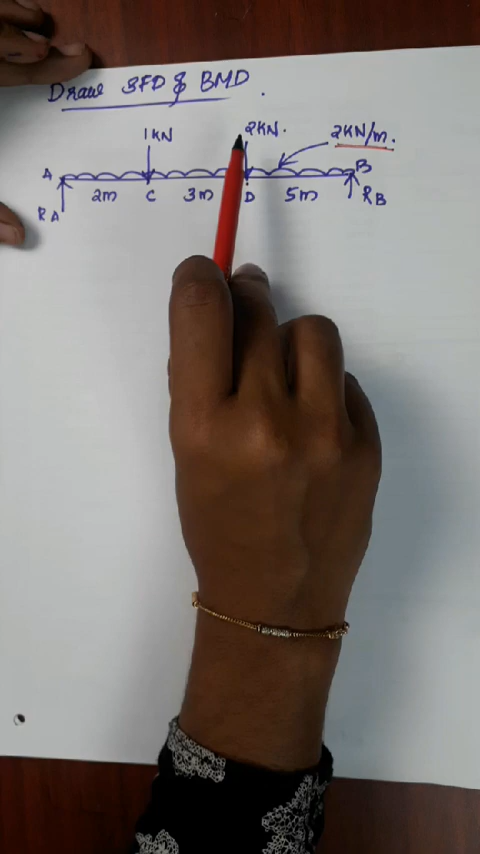 Draw SFD & BMD.
1KN 2KN. 2KN/m.
A B
2m C 3m D 5m
RA RB